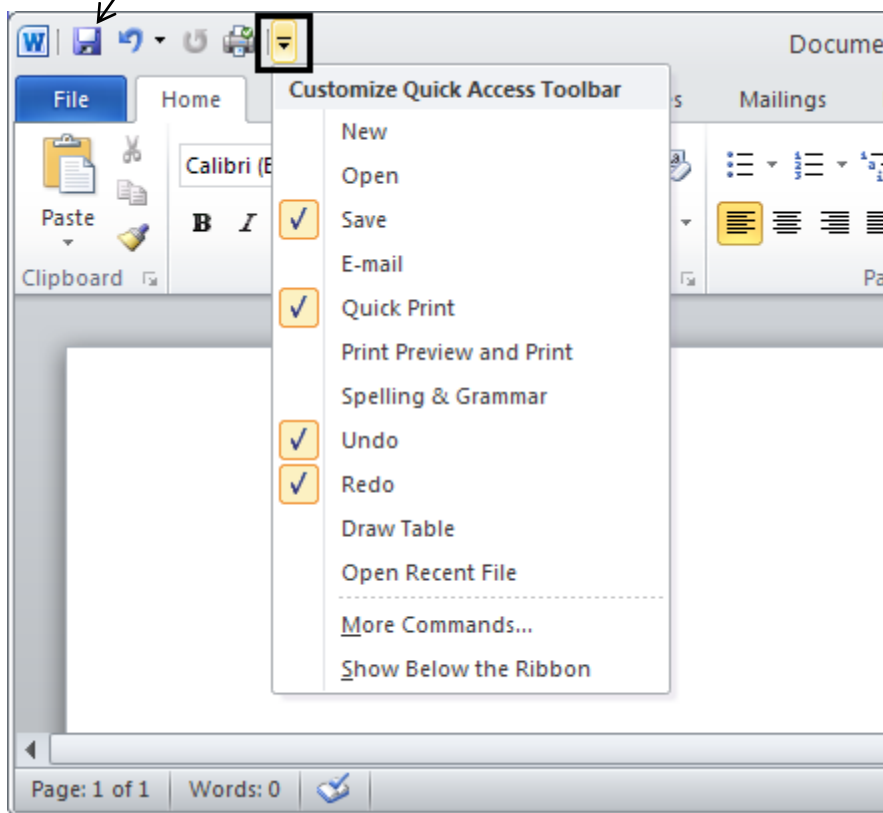 W
Docume
File
Home
s
Mailings
Customize Quick Access Toolbar
New
Open
Save
E-mail
Quick Print
Print Preview and Print
Spelling & Grammar
Undo
Redo
Draw Table
Open Recent File
More Commands...
Show Below the Ribbon
Calibri (E
Paste
B I
Clipboard
Pa
Page: 1 of 1
Words: 0